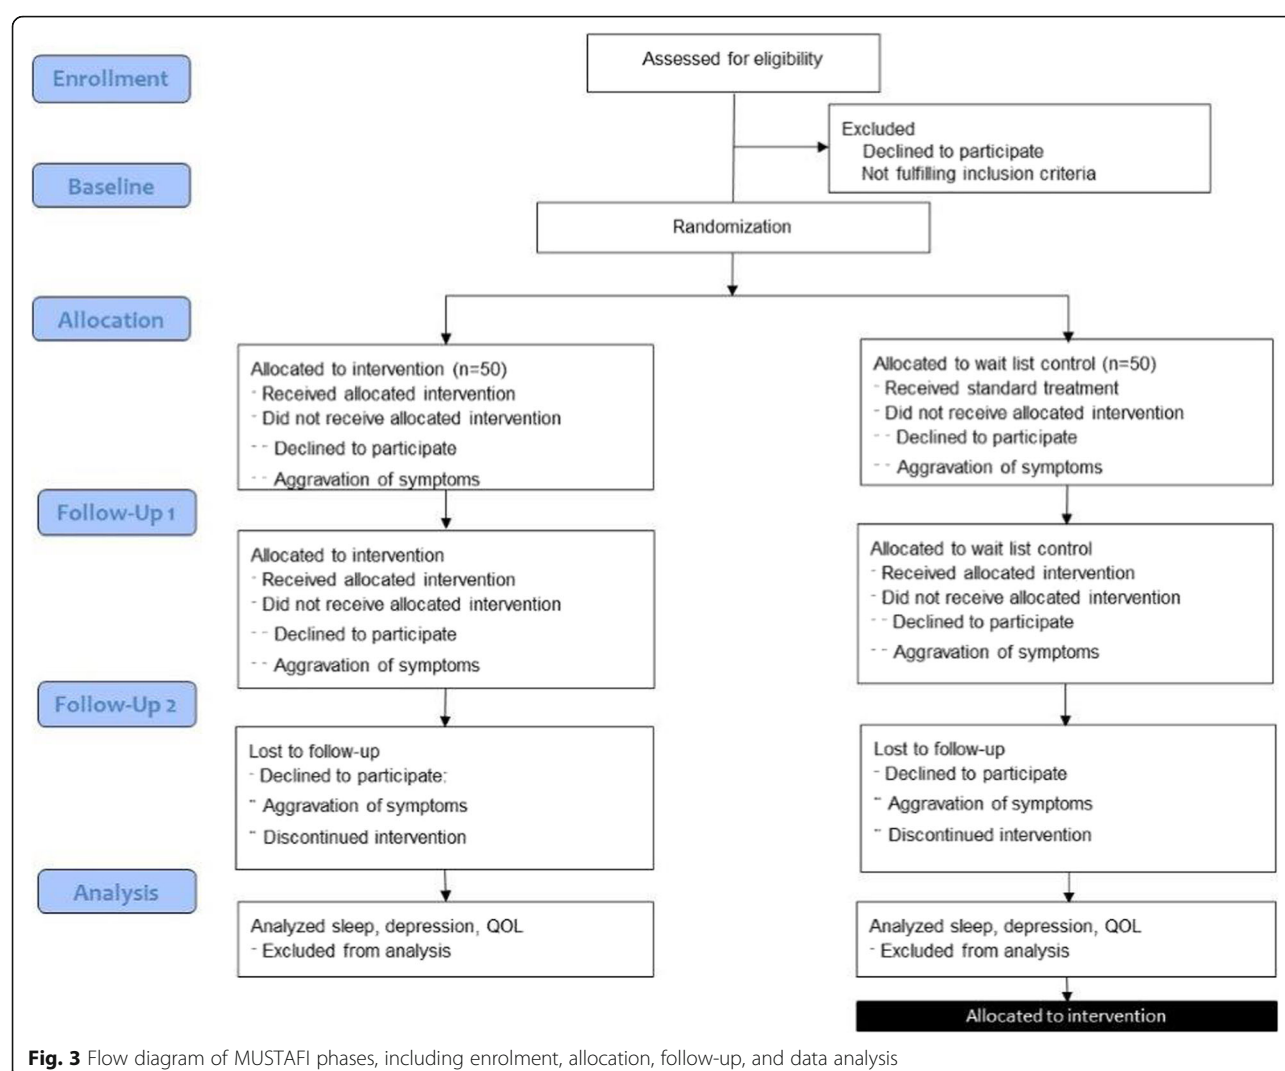 Enrollment
Assessed for eligibility
Excluded
Declined to participate
Not fulfilling inclusion criteria
Baseline
Randomization
Allocation
Allocated to intervention (n=50)
- Received allocated intervention
- Did not receive allocated intervention
- - Declined to participate
- - Aggravation of symptoms
Allocated to wait list control (n=50)
- Received standard treatment
- Did not receive allocated intervention
- - Declined to participate
- - Aggravation of symptoms
Follow-Up 1
Allocated to intervention
- Received allocated intervention
- Did not receive allocated intervention
- - Declined to participate
- - Aggravation of symptoms
Allocated to wait list control
- Received allocated intervention
- Did not receive allocated intervention
- - Declined to participate
- - Aggravation of symptoms
Follow-Up 2
Lost to follow-up
- Declined to participate:
- Aggravation of symptoms
- Discontinued intervention
Lost to follow-up
- Declined to participate
- Aggravation of symptoms
- Discontinued intervention
Analysis
Analyzed sleep, depression, QOL
- Excluded from analysis
Analyzed sleep, depression, QOL
- Excluded from analysis
Allocated to intervention
Fig. 3 Flow diagram of MUSTAFI phases, including enrolment, allocation, follow-up, and data analysis